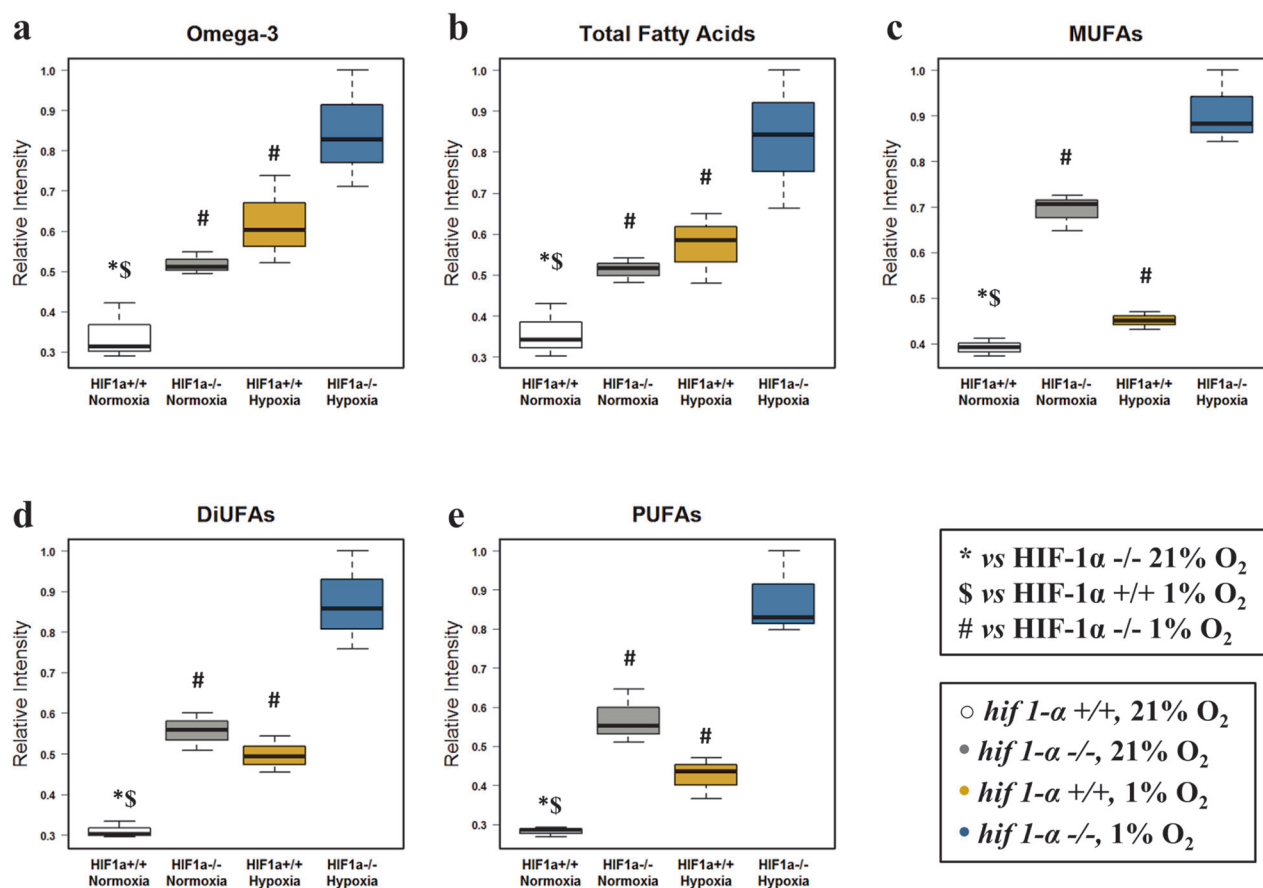 a
Omega-3
Relative Intensity
1.0
0.9
0.8
0.7
0.6
0.5
0.4
0.3
*$
#
#
HIF1a+/+ HIF1a-/- HIF1a+/+ HIF1a-/-
Normoxia Normoxia Hypoxia Hypoxia
b
Total Fatty Acids
Relative Intensity
1.0
0.9
0.8
0.7
0.6
0.5
0.4
0.3
*$
#
#
HIF1a+/+ HIF1a-/- HIF1a+/+ HIF1a-/-
Normoxia Normoxia Hypoxia Hypoxia
c
MUFAs
Relative Intensity
1.0
0.9
0.8
0.7
0.6
0.5
0.4
*$
#
#
HIF1a+/+ HIF1a-/- HIF1a+/+ HIF1a-/-
Normoxia Normoxia Hypoxia Hypoxia
d
DiUFAs
Relative Intensity
1.0
0.9
0.8
0.7
0.6
0.5
0.4
0.3
*$
#
#
HIF1a+/+ HIF1a-/- HIF1a+/+ HIF1a-/-
Normoxia Normoxia Hypoxia Hypoxia
e
PUFAs
Relative Intensity
1.0
0.9
0.8
0.7
0.6
0.5
0.4
0.3
*$
#
#
HIF1a+/+ HIF1a-/- HIF1a+/+ HIF1a-/-
Normoxia Normoxia Hypoxia Hypoxia
* vs HIF-1α -/- 21% O₂
$ vs HIF-1α +/+ 1% O₂
# vs HIF-1α -/- 1% O₂
hif 1-α +/+, 21% O₂
hif 1-α -/-, 21% O₂
hif 1-α +/+, 1% O₂
hif 1-α -/-, 1% O₂